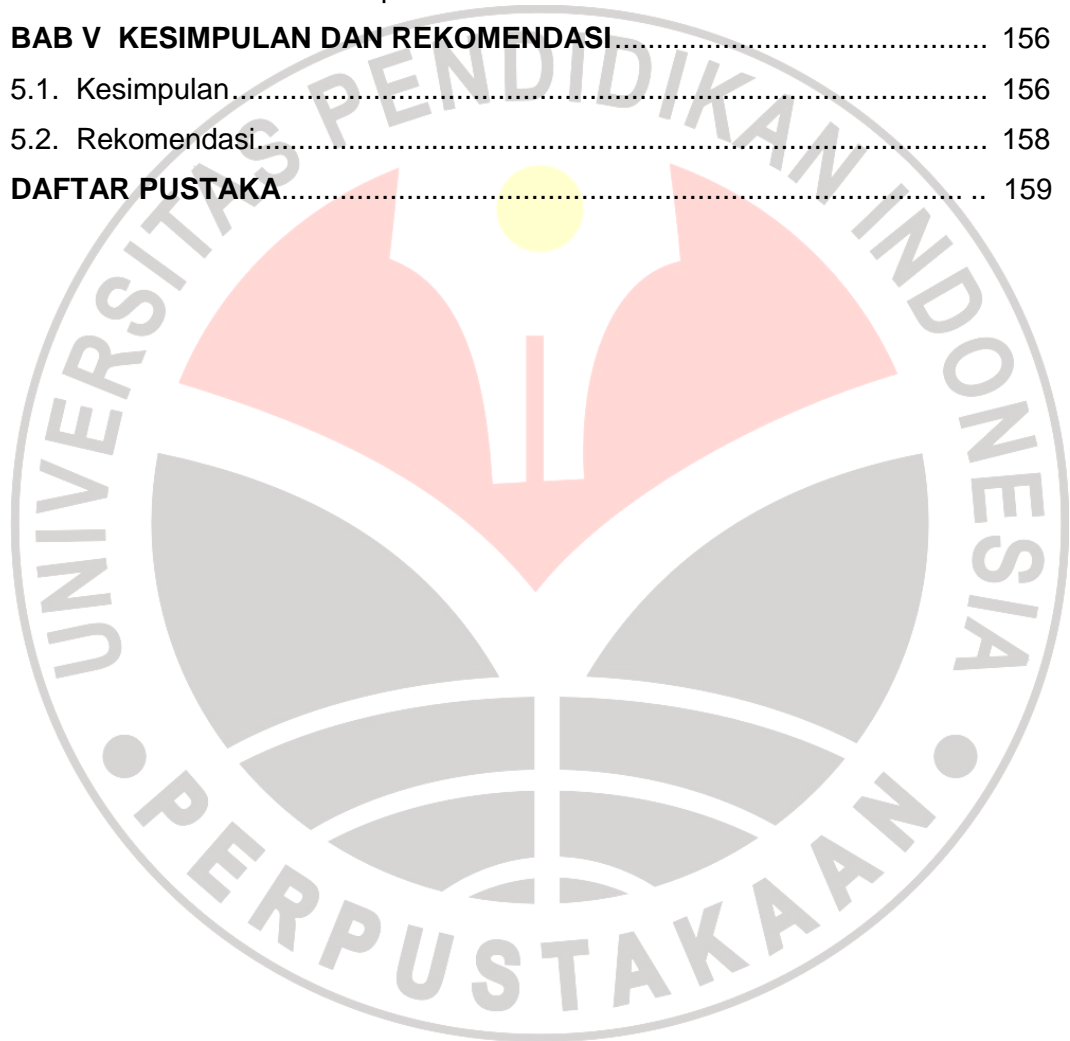 BAB V  KESIMPULAN DAN REKOMENDASI........................................... 156
5.1.  Kesimpulan........................................................................................... 156
5.2.  Rekomendasi........................................................................................ 158
DAFTAR PUSTAKA.................................................................................. .. 159
UNIVERSITAS PENDIDIKAN INDONESIA
PERPUSTAKAAN